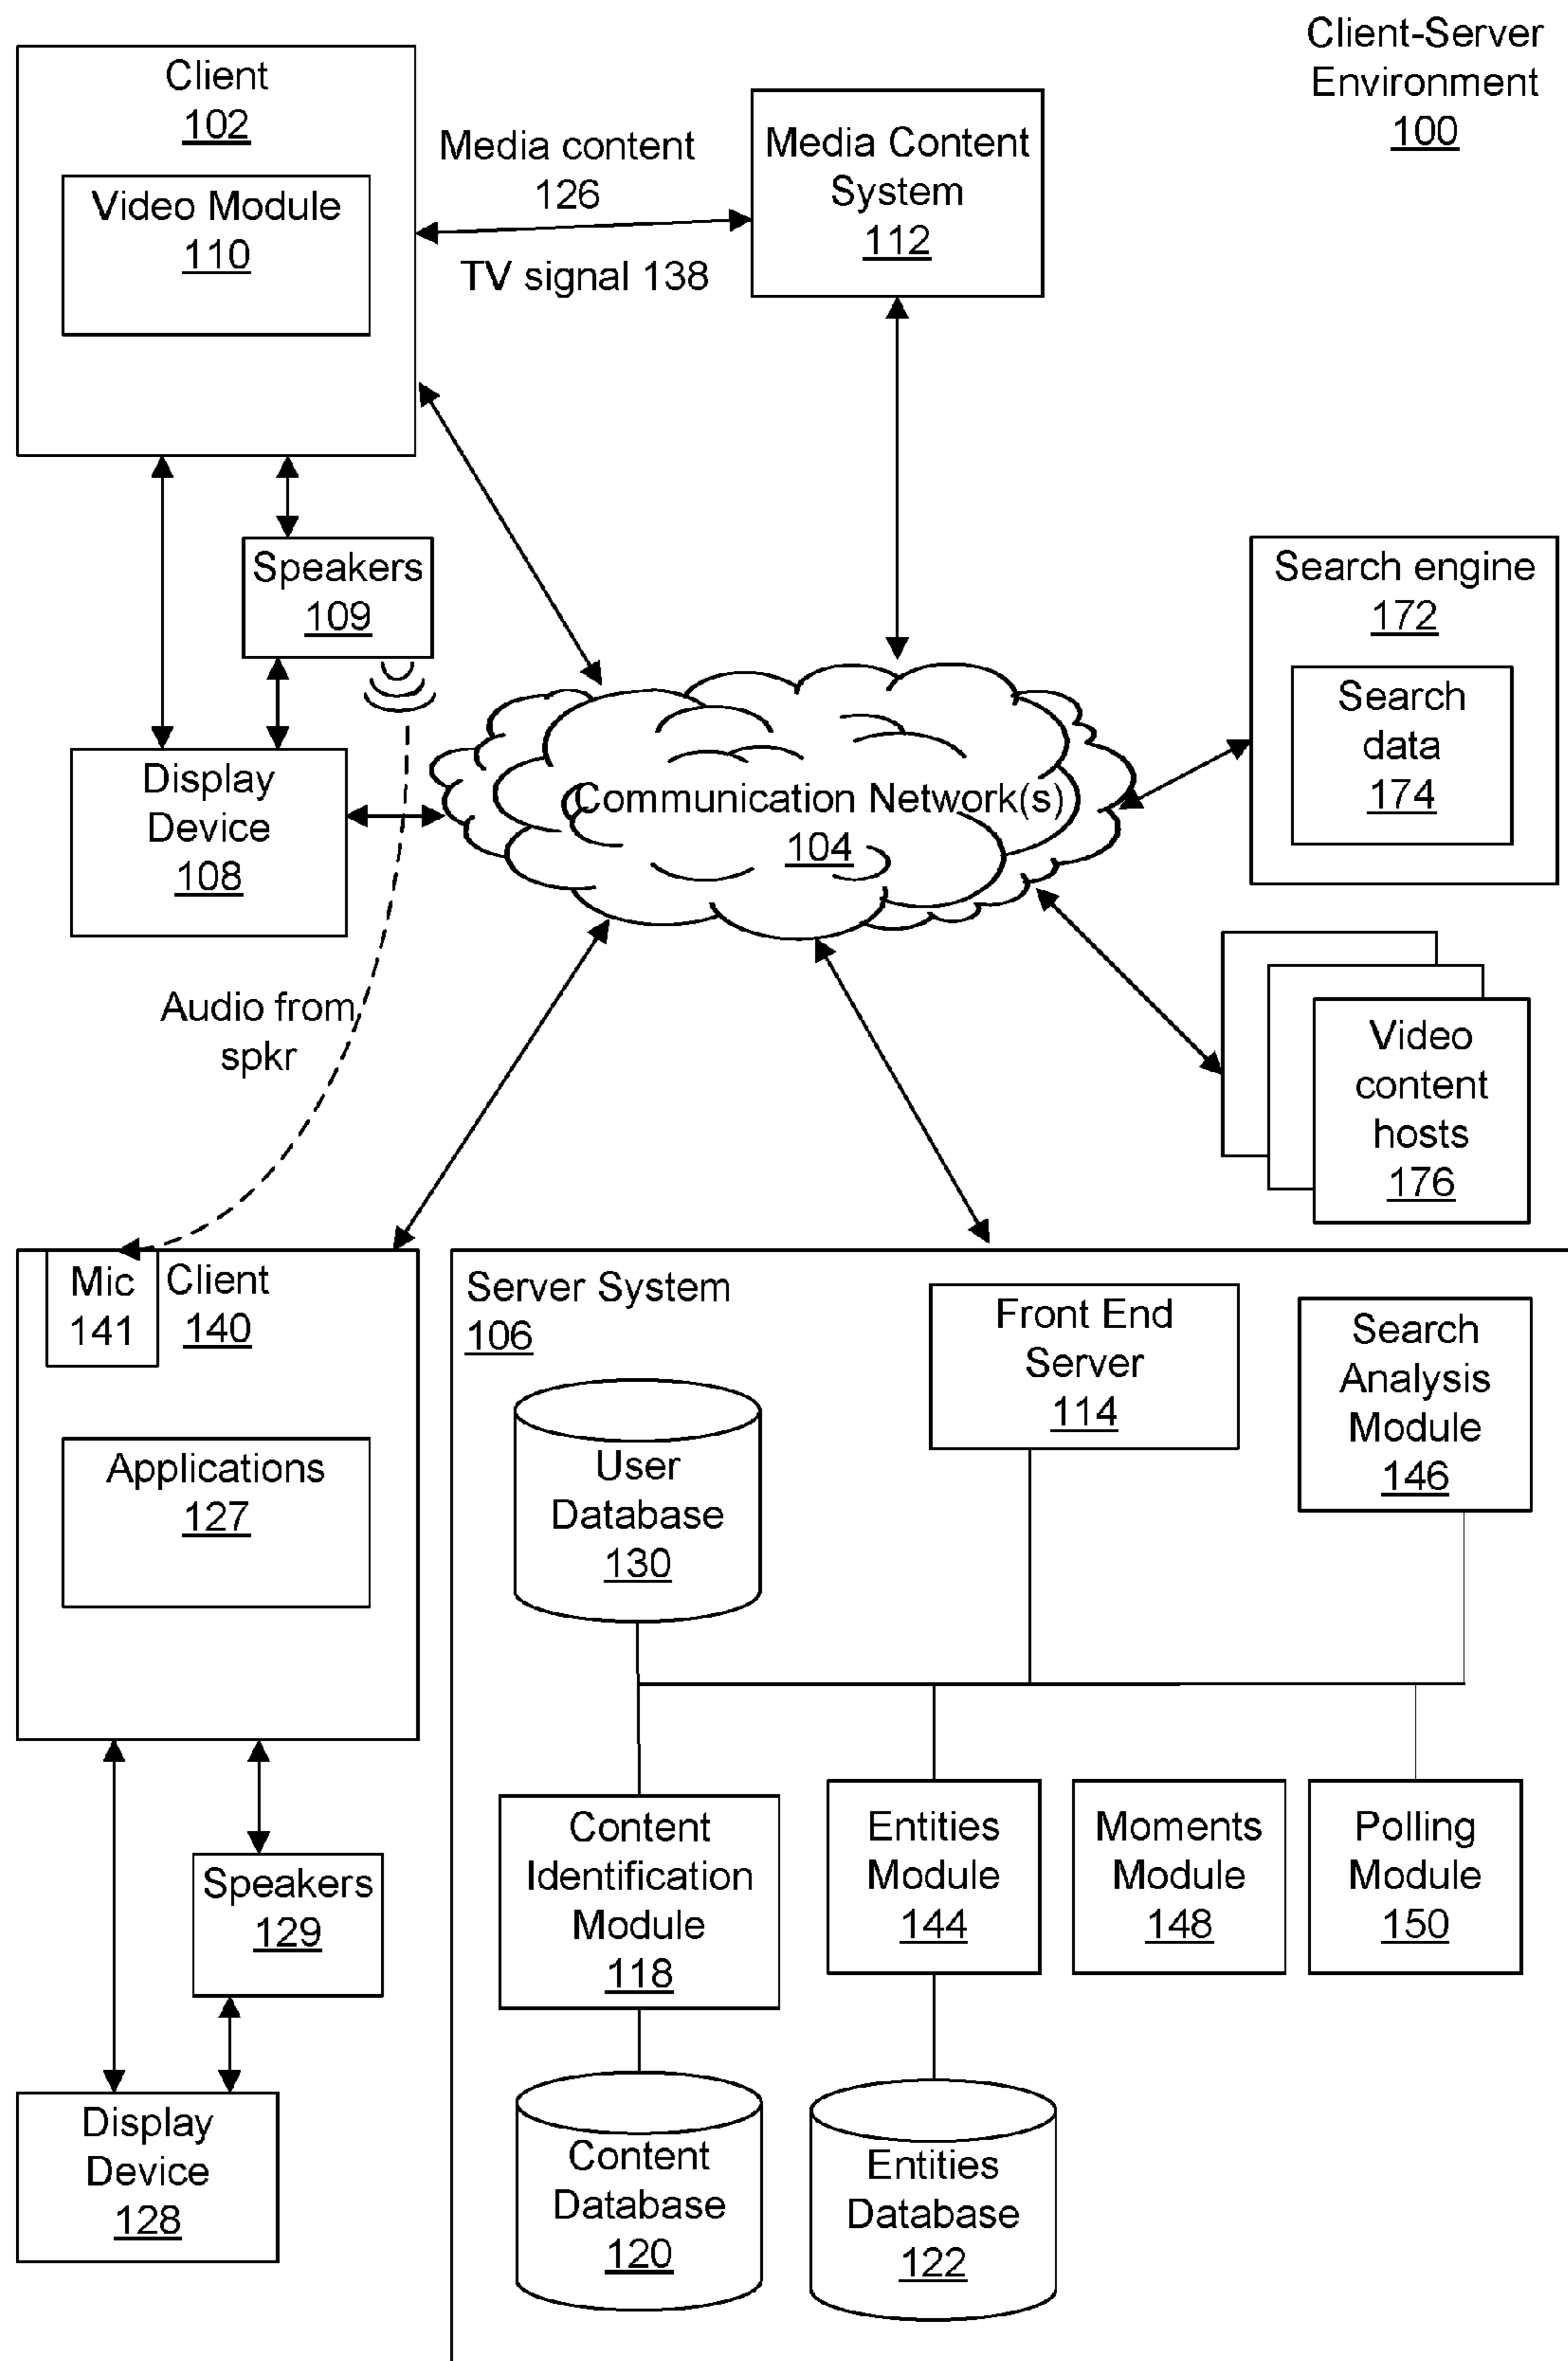 Client-Server
Environment
100
Client
102
Video Module
110
Media content
126
TV signal 138
Media Content
System
112
Speakers
109
Display
Device
108
Communication Network(s)
104
Search engine
172
Search
data
174
Video
content
hosts
176
Audio from
spkr
Mic
141
Client
140
Applications
127
Speakers
129
Display
Device
128
Server System
106
Front End
Server
114
Search
Analysis
Module
146
User
Database
130
Content
Identification
Module
118
Entities
Module
144
Moments
Module
148
Polling
Module
150
Content
Database
120
Entities
Database
122